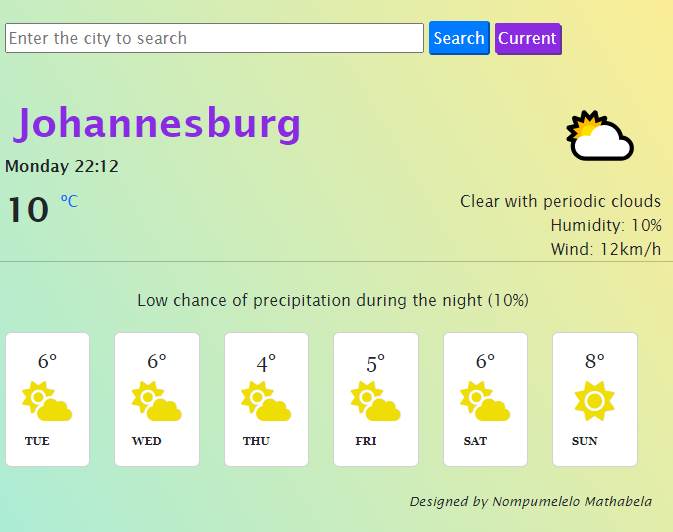 Enter the city to search Search Current
Johannesburg
Monday 22:12
10 °C
Clear with periodic clouds
Humidity: 10%
Wind: 12km/h
Low chance of precipitation during the night (10%)
6° 6° 4° 5° 6° 8°
TUE WED THU FRI SAT SUN
Designed by Nompumelelo Mathabela